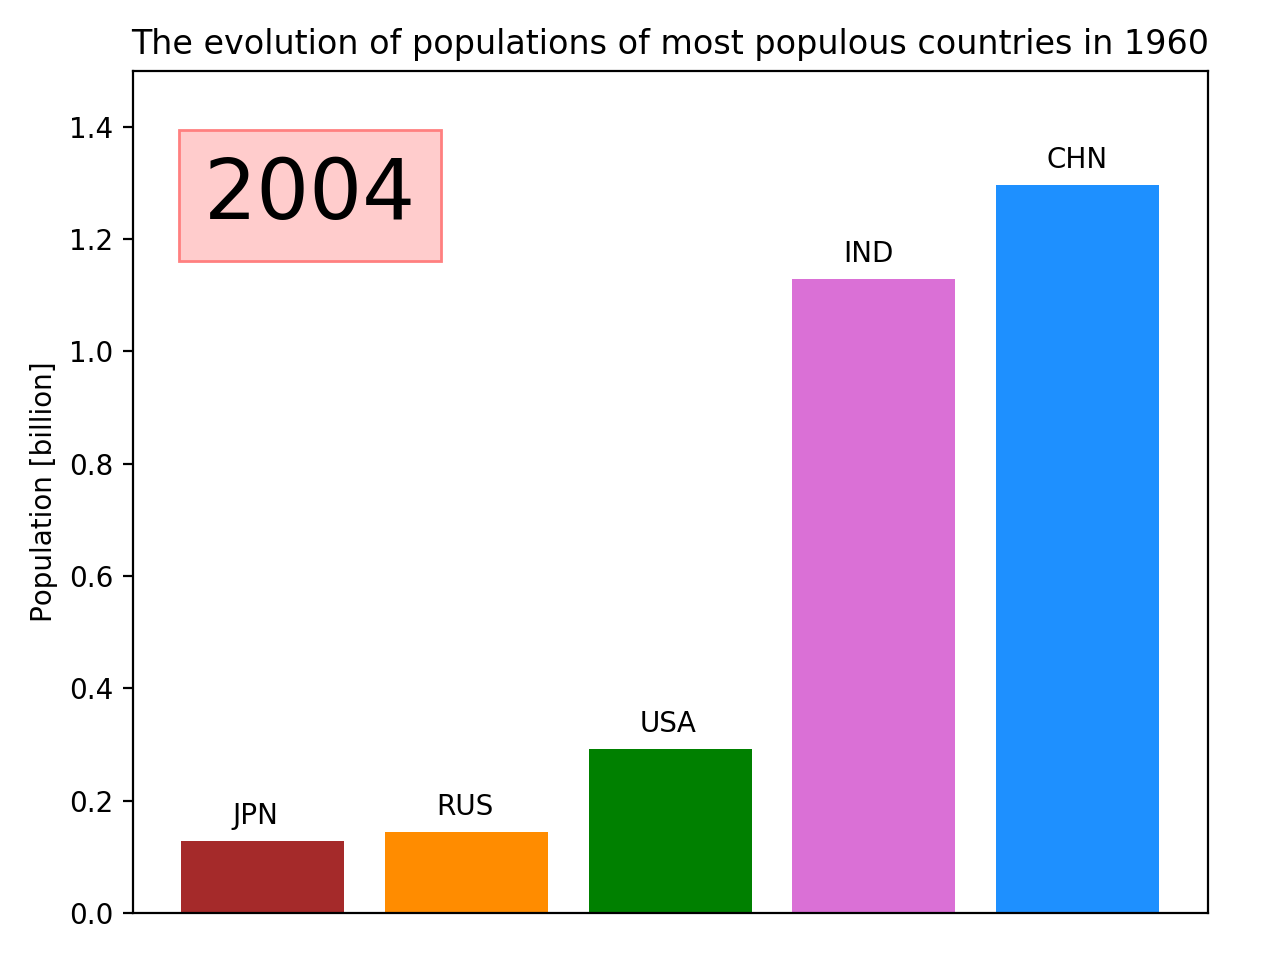 The evolution of populations of most populous countries in 1960
2004
Population [billion]
1.4
1.2
1.0
0.8
0.6
0.4
0.2
0.0
JPN
RUS
USA
IND
CHN